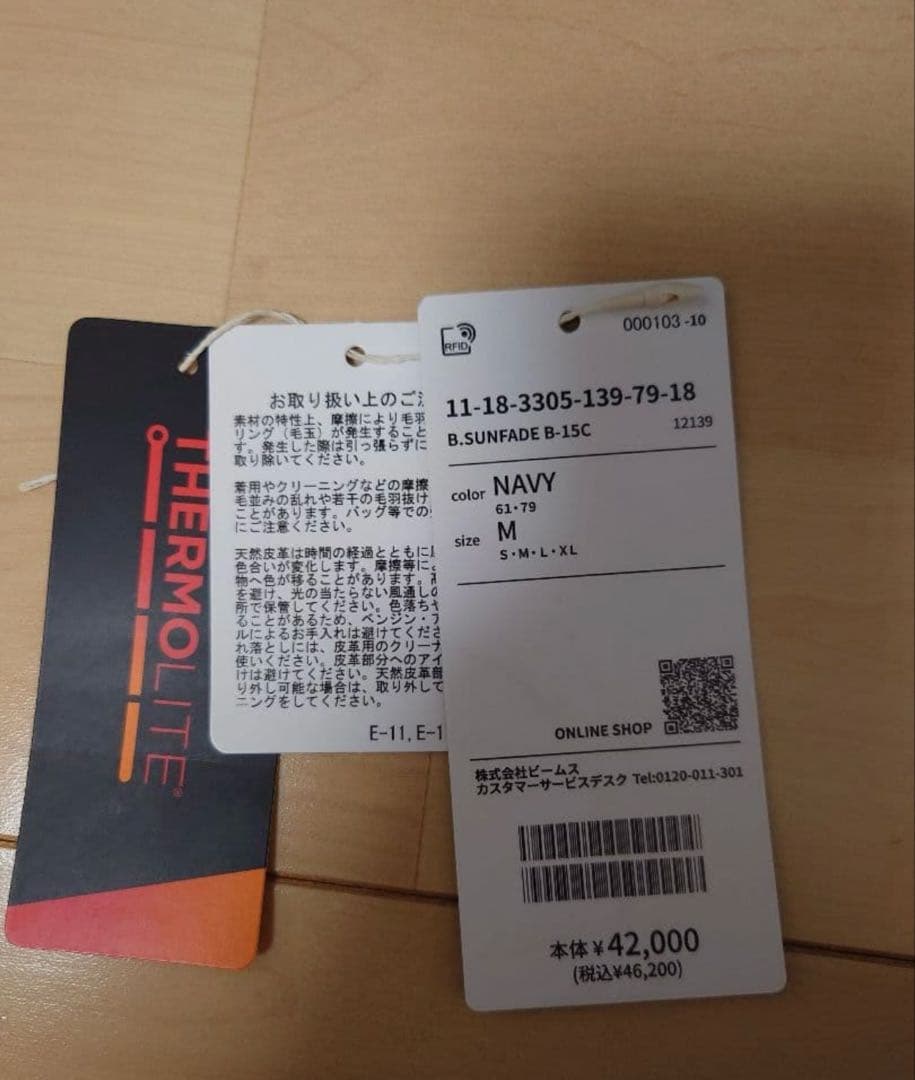 THERMOLITE®
お取り扱い上のご
素材の特性上、摩擦により毛羽
リング（毛玉）が発生すること
す。発生した際は引っ張らずに
取り除いてください。
着用やクリーニングなどの摩擦
毛並みの乱れや若干の毛羽抜け
ことがあります。バッグ等での
にご注意ください。
天然皮革は時間の経過とともに
色合いが変化します。摩擦等に
物へ色が移ることがあります。
を避け、光の当たらない風通しの
所で保管してください。色落ちや
ることがあるため、ベンジン・
ルによるお手入れは避けてくださ
れ落としには、皮革用のクリーナ
使いください。皮革部分へのアイ
けは避けてください。天然皮革部
り外し可能な場合は、取り外して
ニングをしてください。
E-11, E-1
RFID
000103 -10
11-18-3305-139-79-18
B.SUNFADE B-15C 12139
color NAVY
61・79
size M
S・M・L・XL
ONLINE SHOP
株式会社ビームス
カスタマーサービスデスク Tel:0120-011-301
本体¥42,000
(税込¥46,200)